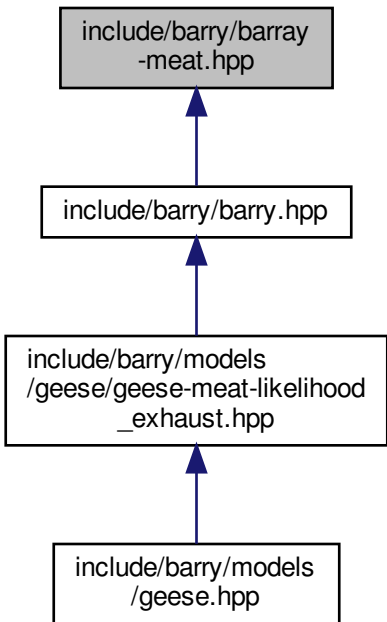 include/barry/barray
-meat.hpp
include/barry/barry.hpp
include/barry/models
/geese/geese-meat-likelihood
_exhaust.hpp
include/barry/models
/geese.hpp